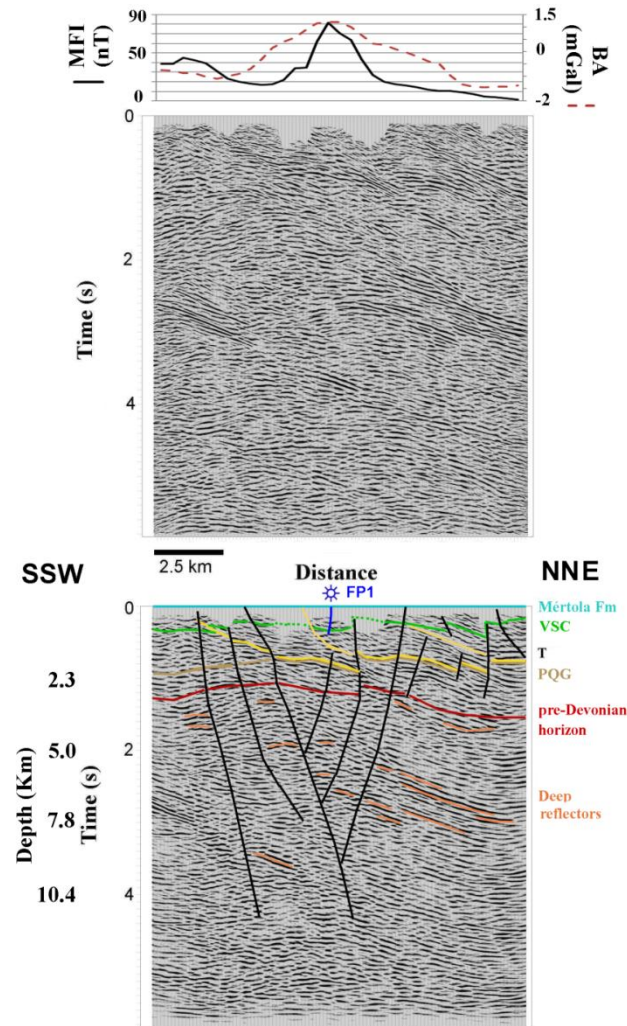 90
50
0
MFI
(nT)
1.5
0
-2
BA
(mGal)
0
2
4
Time (s)
2.5 km
SSW
Distance
NNE
FP1
0
2
4
2.3
5.0
7.8
10.4
Depth (Km)
Time (s)
Mértola Fm
VSC
T
PQG
pre-Devonian
horizon
Deep
reflectors